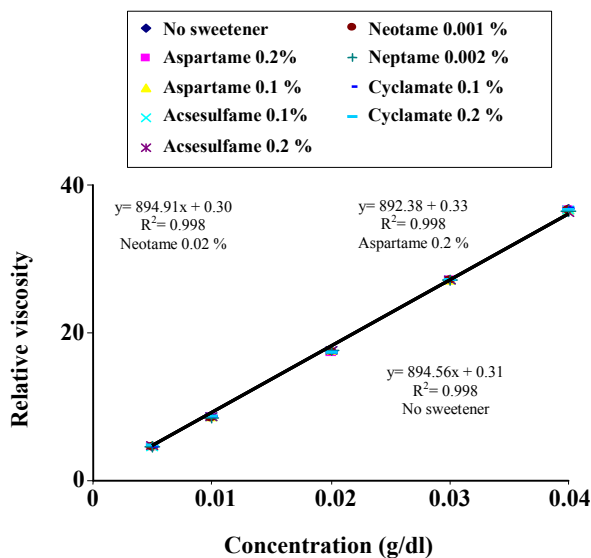 No sweetener
Neotame 0.001 %
Aspartame 0.2%
Neptame 0.002 %
Aspartame 0.1 %
Cyclamate 0.1 %
Acsesulfame 0.1%
Cyclamate 0.2 %
Acsesulfame 0.2 %
40
y= 894.91x + 0.30
R²= 0.998
Neotame 0.02 %
y= 892.38 + 0.33
R²= 0.998
Aspartame 0.2 %
Relative viscosity
20
y= 894.56x + 0.31
R²= 0.998
No sweetener
0
0 0.01 0.02 0.03 0.04
Concentration (g/dl)